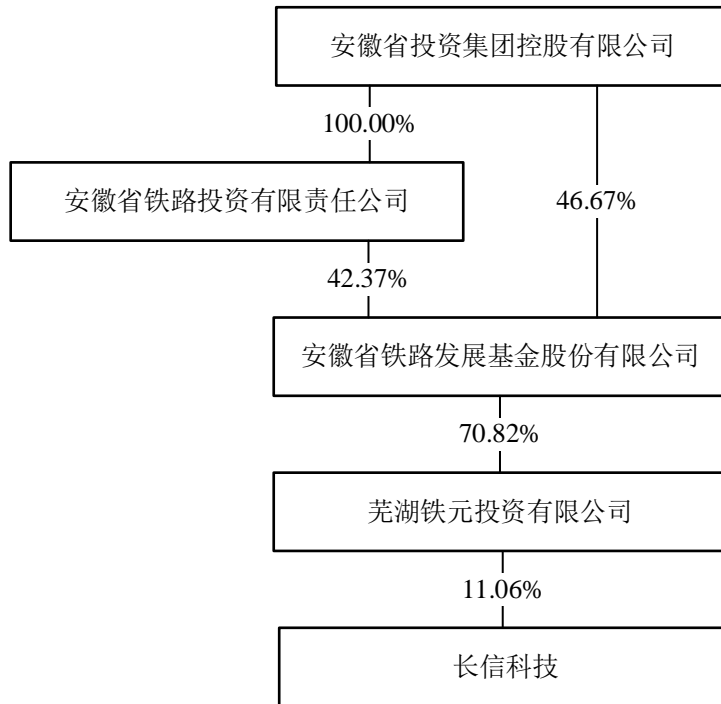 安徽省投资集团控股有限公司
100.00%
安徽省铁路投资有限责任公司
46.67%
42.37%
安徽省铁路发展基金股份有限公司
70.82%
芜湖铁元投资有限公司
11.06%
长信科技